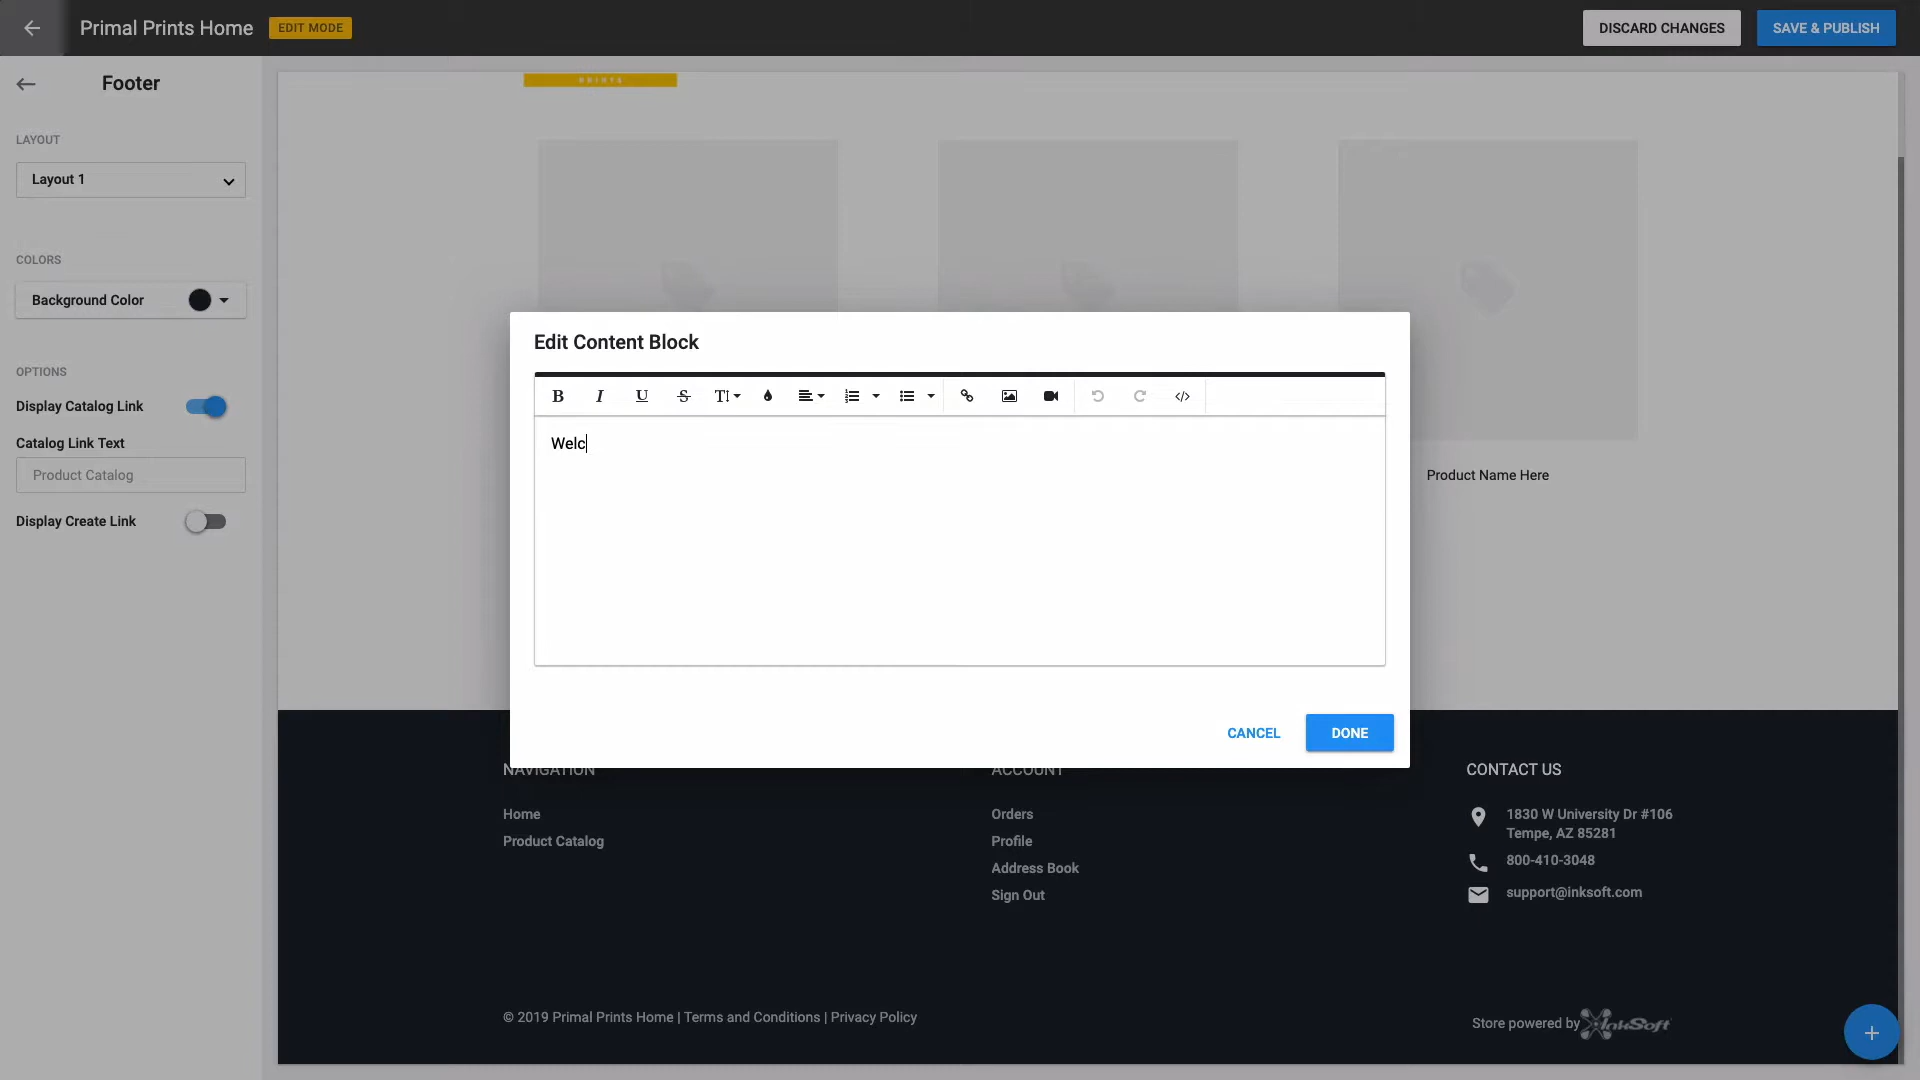 Primal Prints Home EDIT MODE
DISCARD CHANGES
SAVE & PUBLISH
Footer
LAYOUT
Layout 1
COLORS
Background Color
OPTIONS
Display Catalog Link
Catalog Link Text
Product Catalog
Display Create Link
PRINTS
Edit Content Block
B I U S TI
Welc
Product Name Here
CANCEL
DONE
NAVIGATION
Home
Product Catalog
ACCOUNT
Orders
Profile
Address Book
Sign Out
CONTACT US
1830 W University Dr #106
Tempe, AZ 85281
800-410-3048
support@inksoft.com
© 2019 Primal Prints Home | Terms and Conditions | Privacy Policy
Store powered by InkSoft